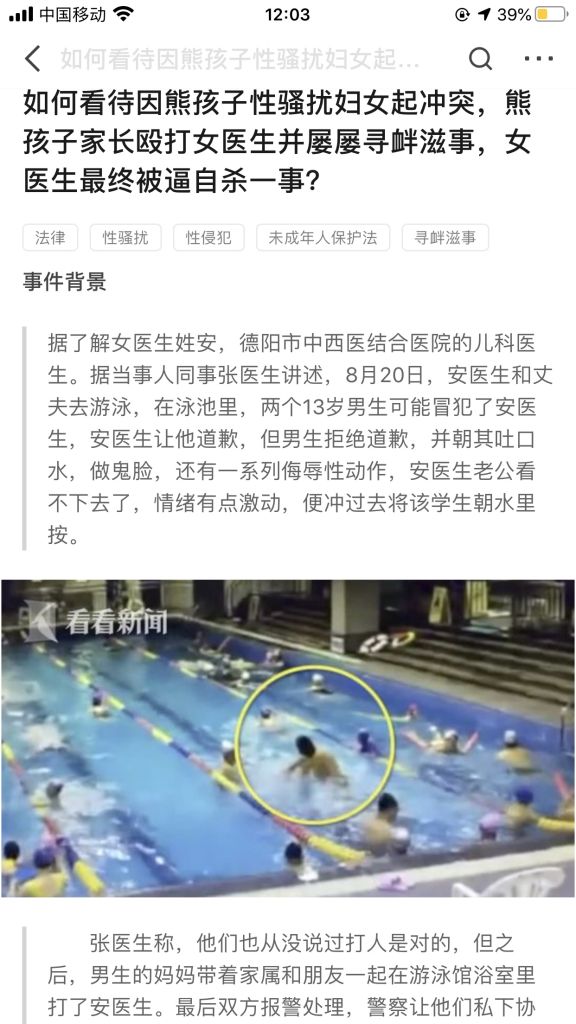 中国移动
12:03
39%
如何看待因熊孩子性骚扰妇女起...
如何看待因熊孩子性骚扰妇女起冲突，熊
孩子家长殴打女医生并屡屡寻衅滋事，女
医生最终被逼自杀一事？
法律
性骚扰
性侵犯
未成年人保护法
寻衅滋事
事件背景
据了解女医生姓安，德阳市中西医结合医院的儿科医
生。据当事人同事张医生讲述，8月20日，安医生和丈
夫去游泳，在泳池里，两个13岁男生可能冒犯了安医
生，安医生让他道歉，但男生拒绝道歉，并朝其吐口
水，做鬼脸，还有一系列侮辱性动作，安医生老公看
不下去了，情绪有点激动，便冲过去将该学生朝水里
按。
看看新闻
张医生称，他们也从没说过打人是对的，但之
后，男生的妈妈带着家属和朋友一起在游泳馆浴室里
打了安医生。最后双方报警处理，警察让他们私下协